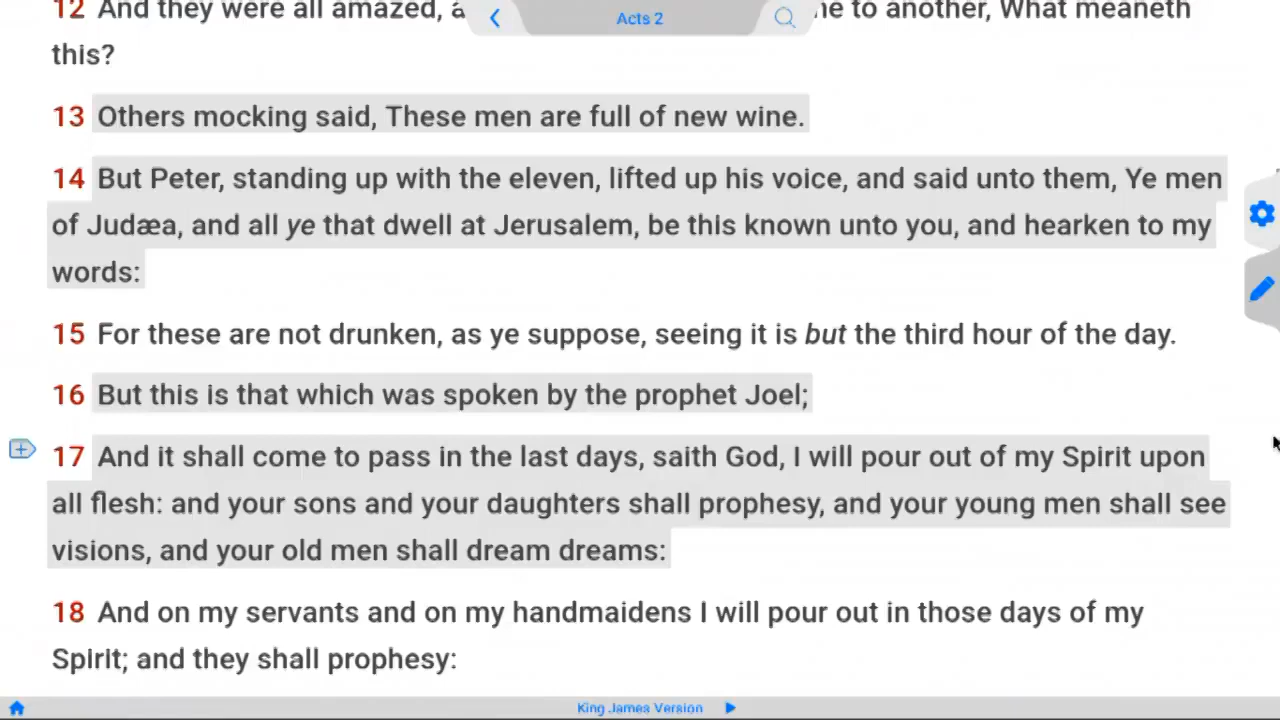 12 And they were all amazed, a
Acts 2
ne to another, What meaneth
this?
13 Others mocking said, These men are full of new wine.
14 But Peter, standing up with the eleven, lifted up his voice, and said unto them, Ye men
of Judæa, and all ye that dwell at Jerusalem, be this known unto you, and hearken to my
words:
15 For these are not drunken, as ye suppose, seeing it is but the third hour of the day.
16 But this is that which was spoken by the prophet Joel;
17 And it shall come to pass in the last days, saith God, I will pour out of my Spirit upon
all flesh: and your sons and your daughters shall prophesy, and your young men shall see
visions, and your old men shall dream dreams:
18 And on my servants and on my handmaidens I will pour out in those days of my
Spirit; and they shall prophesy:
King James Version